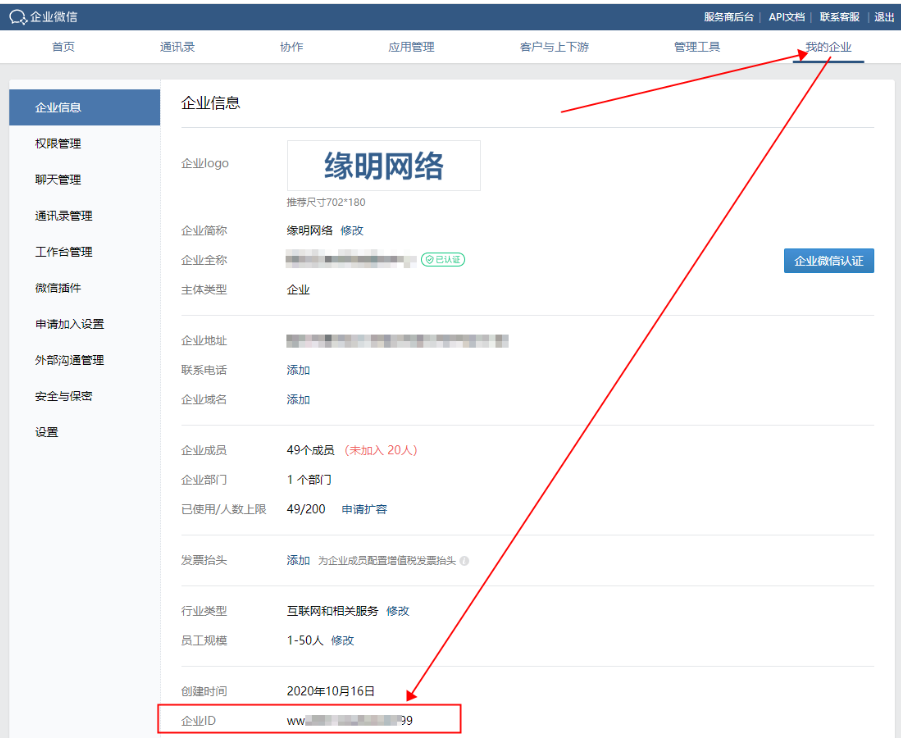 企业微信
服务商后台 API文档 联系客服 退出
首页 通讯录 协作 应用管理 客户与上下游 管理工具 我的企业
企业信息
权限管理
聊天管理
通讯录管理
工作台管理
微信插件
申请加入设置
外部沟通管理
安全与保密
设置
企业信息
企业logo 缘明网络
推荐尺寸702*180
企业简称 缘明网络 修改
企业全称 已认证 企业微信认证
主体类型 企业
企业地址
联系电话 添加
企业域名 添加
企业成员 49个成员 (未加入 20人)
企业部门 1 个部门
已使用/人数上限 49/200 申请扩容
发票抬头 添加 为企业成员配置增值税发票抬头
行业类型 互联网和相关服务 修改
员工规模 1-50人 修改
创建时间 2020年10月16日
企业ID ww 99